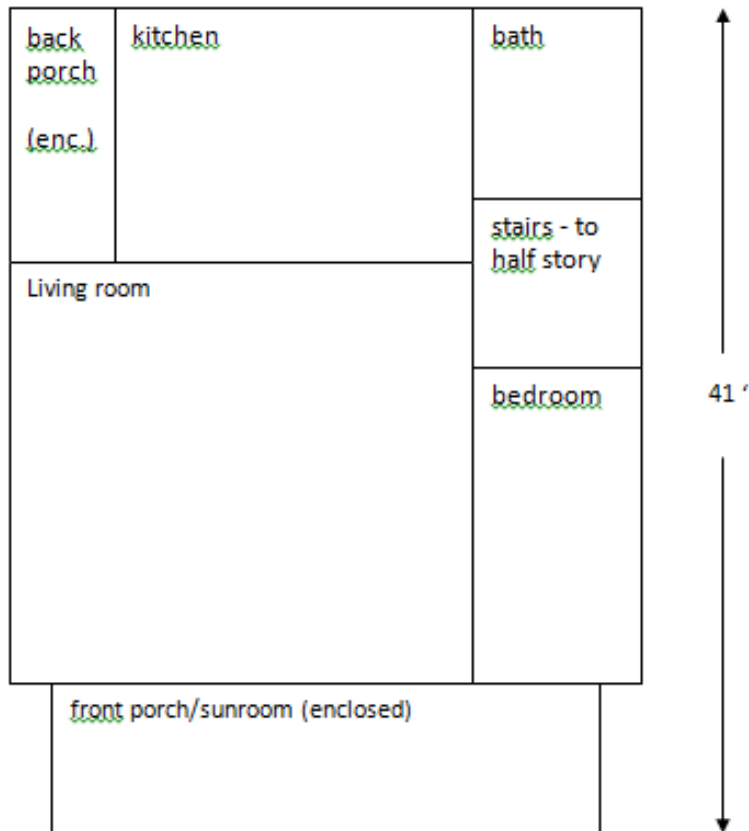 back
porch
(enc.)
kitchen
bath
stairs - to
half story
Living room
bedroom
41 ‘
front porch/sunroom (enclosed)